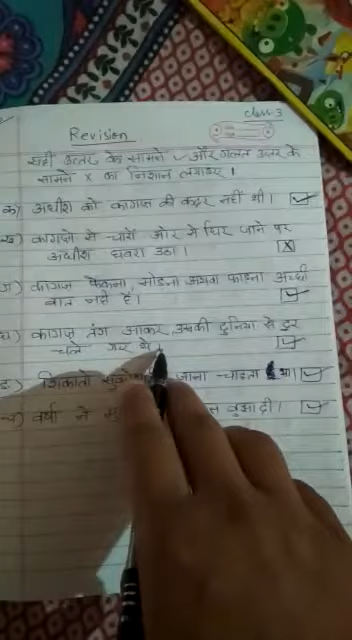 class-3
Revision
सही उत्तर के सामने ✓ और गलत उत्तर के
सामने x का निशान लगाइए।
क) अधीश को कागज़ की कद्र नहीं थी। ✓
ख) कागज़ो से चारों ओर से घिर जाने पर
अधीश घबरा उठा। x
ग) कागज़ फेंकना, मोड़ना अथवा फाड़ना अच्छी
बात नहीं है। ✓
घ) कागज़ तंग आकर उसकी दुनिया से दूर
चले गए थे। ✓
ङ) जाना चाहता था। ✓
च) वर्षा ने बुझा दी। ✓